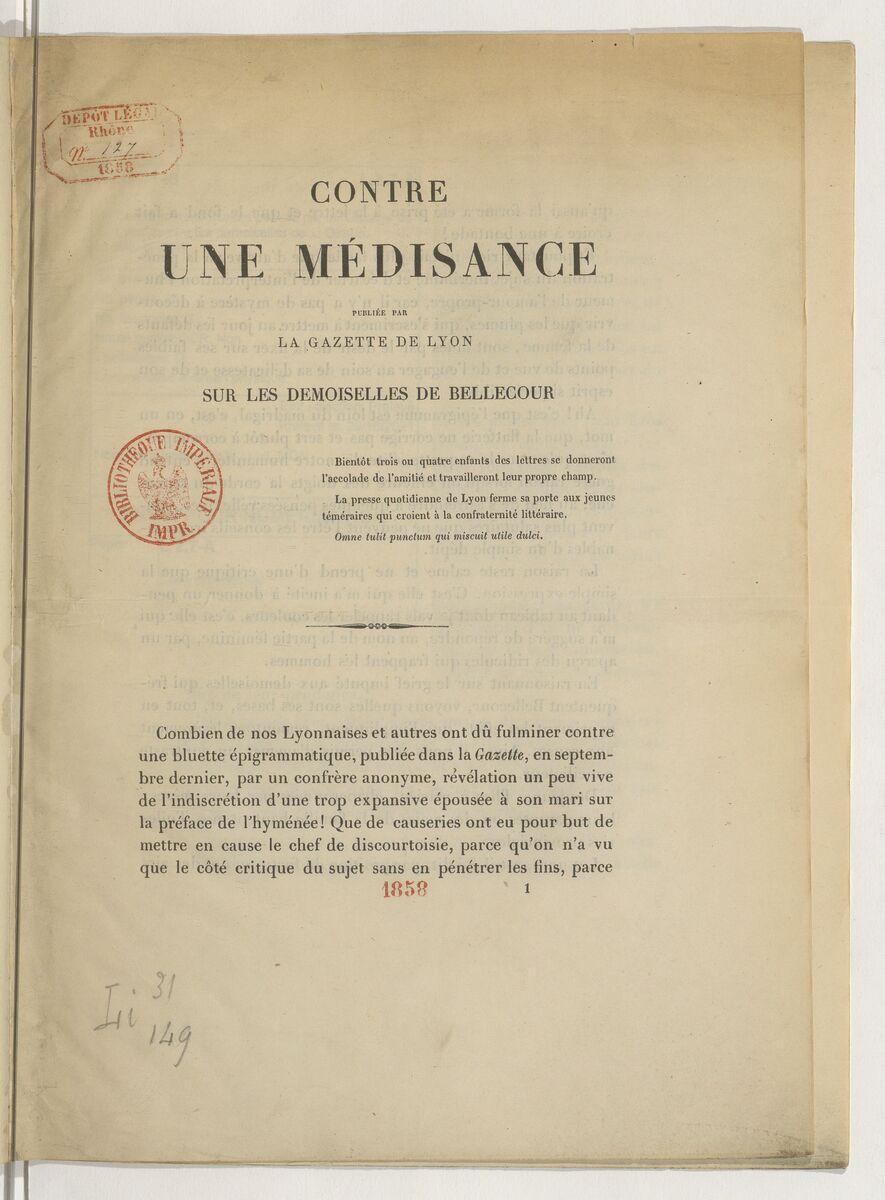 DEPOT LÉGAL
Rhône
N° 127
1858
CONTRE
UNE MÉDISANCE
PUBLIÉE PAR
LA GAZETTE DE LYON
SUR LES DEMOISELLES DE BELLECOUR
BIBLIOTHÈQUE IMPÉRIALE
IMPR.
Bientôt trois ou quatre enfants des lettres se donneront
l'accolade de l'amitié et travailleront leur propre champ.
La presse quotidienne de Lyon ferme sa porte aux jeunes
téméraires qui croient à la confraternité littéraire.
Omne tulit punctum qui miscuit utile dulci.
Combien de nos Lyonnaises et autres ont dû fulminer contre
une bluette épigrammatique, publiée dans la Gazette, en septem-
bre dernier, par un confrère anonyme, révélation un peu vive
de l'indiscrétion d'une trop expansive épousée à son mari sur
la préface de l'hyménée! Que de causeries ont eu pour but de
mettre en cause le chef de discourtoisie, parce qu'on n'a vu
que le côté critique du sujet sans en pénétrer les fins, parce
1858
1
Li 31
149